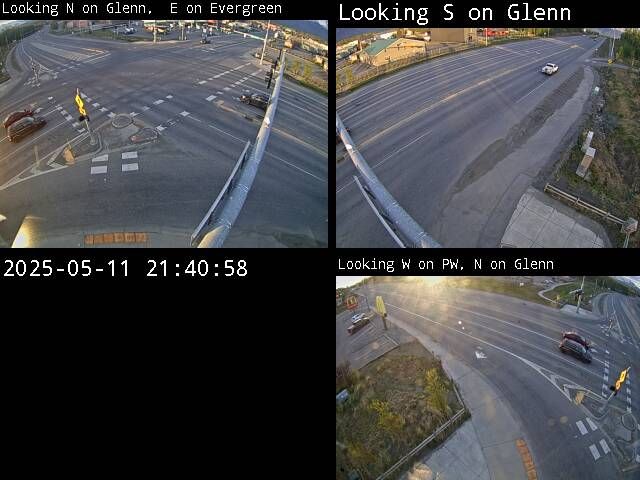 Looking N on Glenn,  E on Evergreen
Looking S on Glenn
2025-05-11 21:40:58
Looking W on PW, N on Glenn